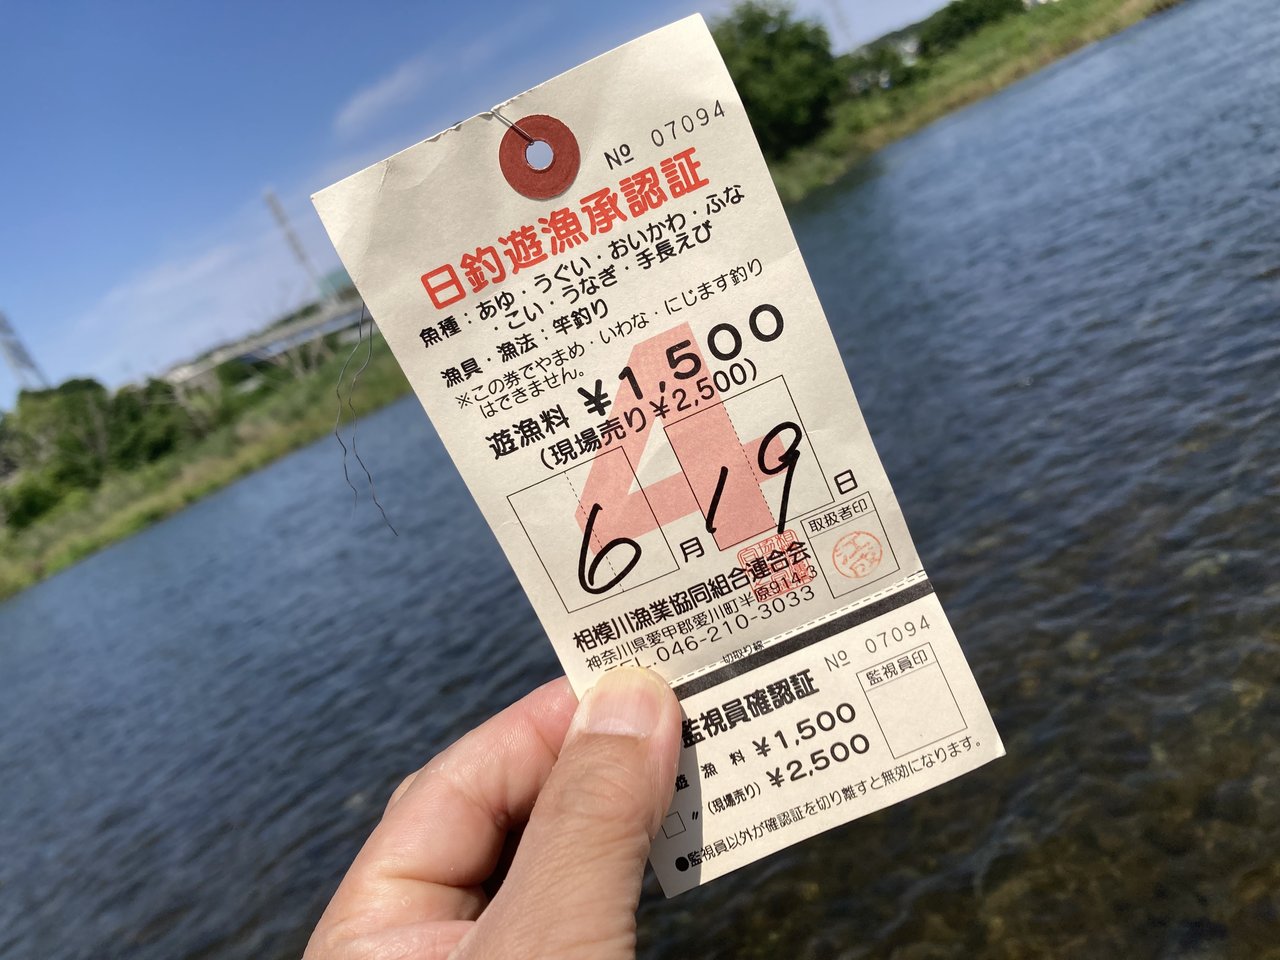 № 07094
日釣遊漁承認証
魚種：あゆ・うぐい・おいかわ・ふな
・こい・うなぎ・手長えび
漁具・漁法：竿釣り
※この券でやまめ・いわな・にじます釣り
はできません。
遊漁料 ￥1,500
(現場売り￥2,500)
4
6月19日
取扱者印
相模川漁業協同組合連合会
神奈川県愛甲郡愛川町半原914-3
TEL.046-210-3033
切取り線
№ 07094
監視員確認証
監視員印
遊漁料 ￥1,500
〃 (現場売り) ￥2,500
●監視員以外が確認証を切り離すと無効になります。